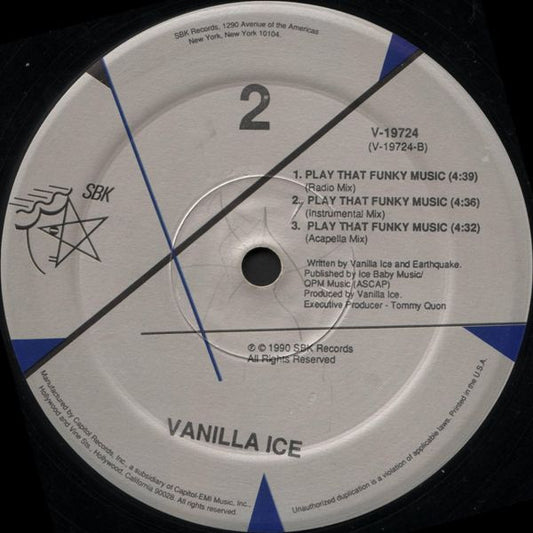 SBK Records, 1290 Avenue of the Americas
New York, New York 10104.
2
SBK
V-19724
(V-19724-B)
1. PLAY THAT FUNKY MUSIC (4:39)
(Radio Mix)
2. PLAY THAT FUNKY MUSIC (4:36)
(Instrumental Mix)
3. PLAY THAT FUNKY MUSIC (4:32)
(Acapella Mix)
Written by Vanilla Ice and Earthquake.
Published by Ice Baby Music/
QPM Music (ASCAP)
Produced by Vanilla Ice.
Executive Producer - Tommy Quon
℗ © 1990 SBK Records
All Rights Reserved
VANILLA ICE
Manufactured by Capitol Records, Inc., a subsidiary of Capitol-EMI Music, Inc.,
Hollywood and Vine Sts., Hollywood, California 90028. All rights reserved.
Unauthorized duplication is a violation of applicable laws. Printed in the U.S.A.